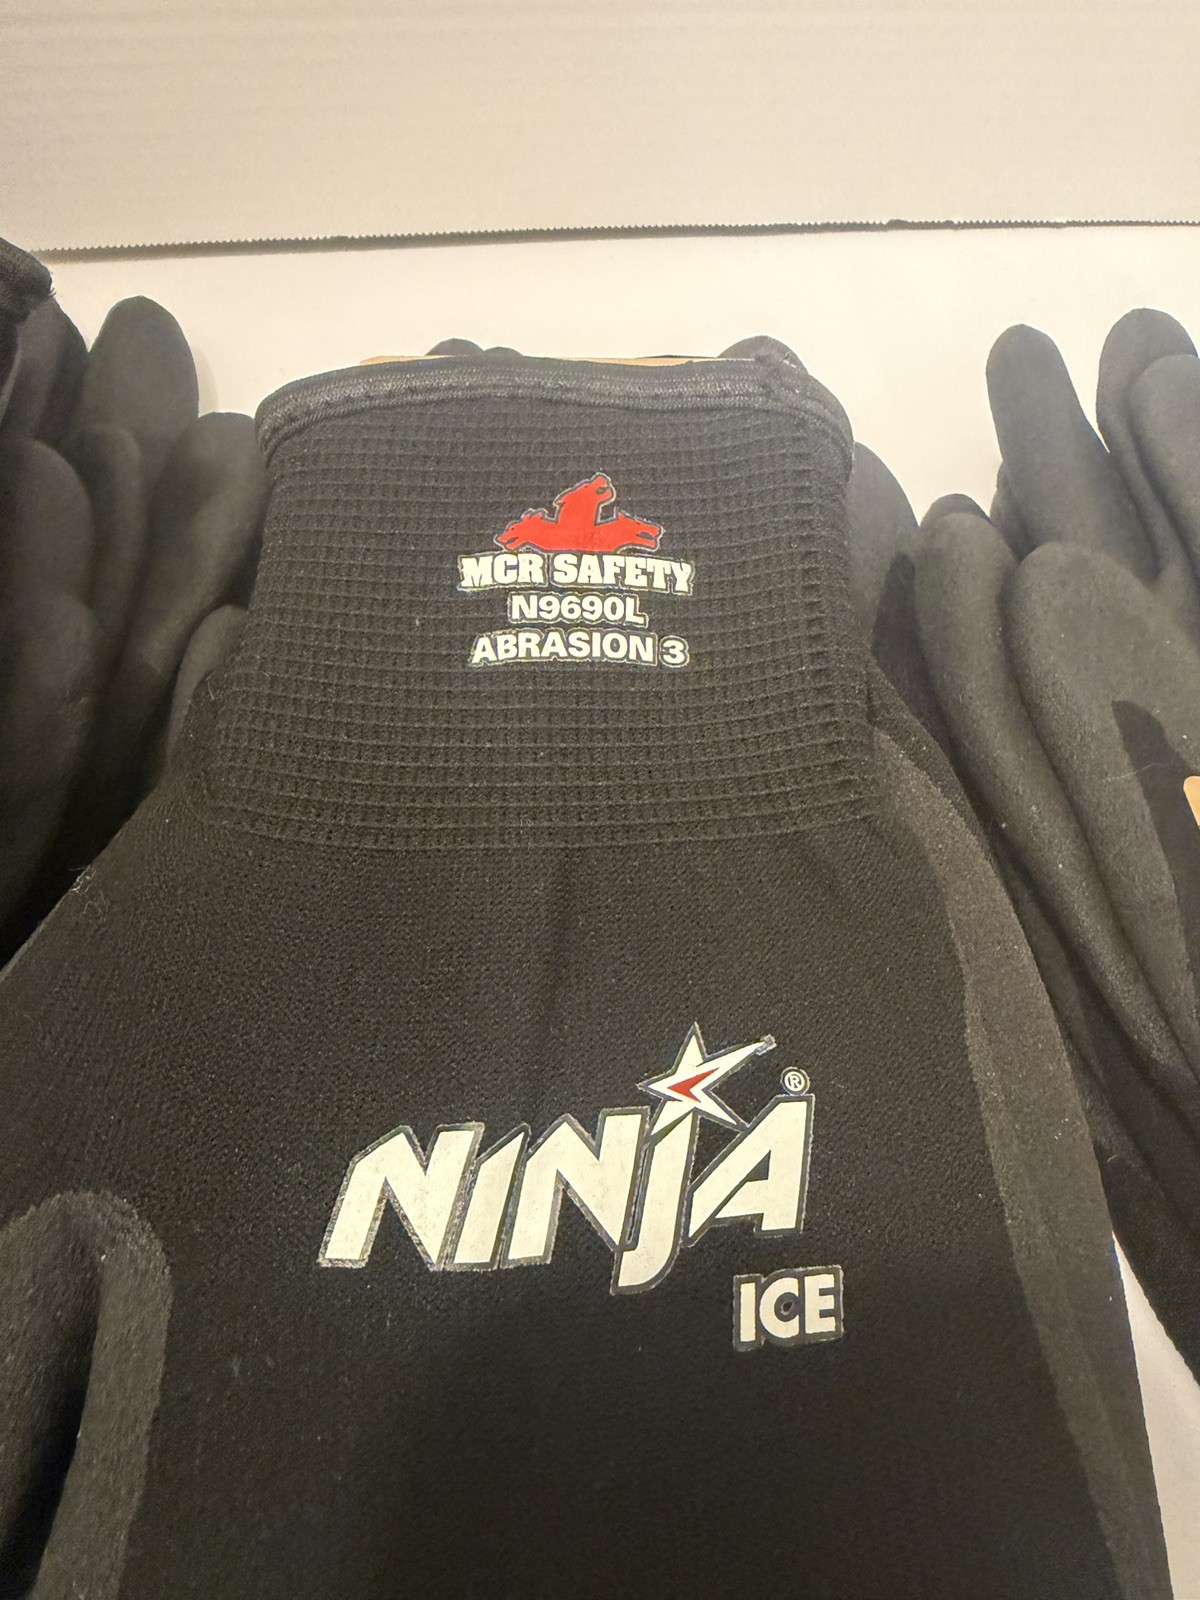 MCR SAFETY
N9690L
ABRASION 3
NINJA ®
ICE